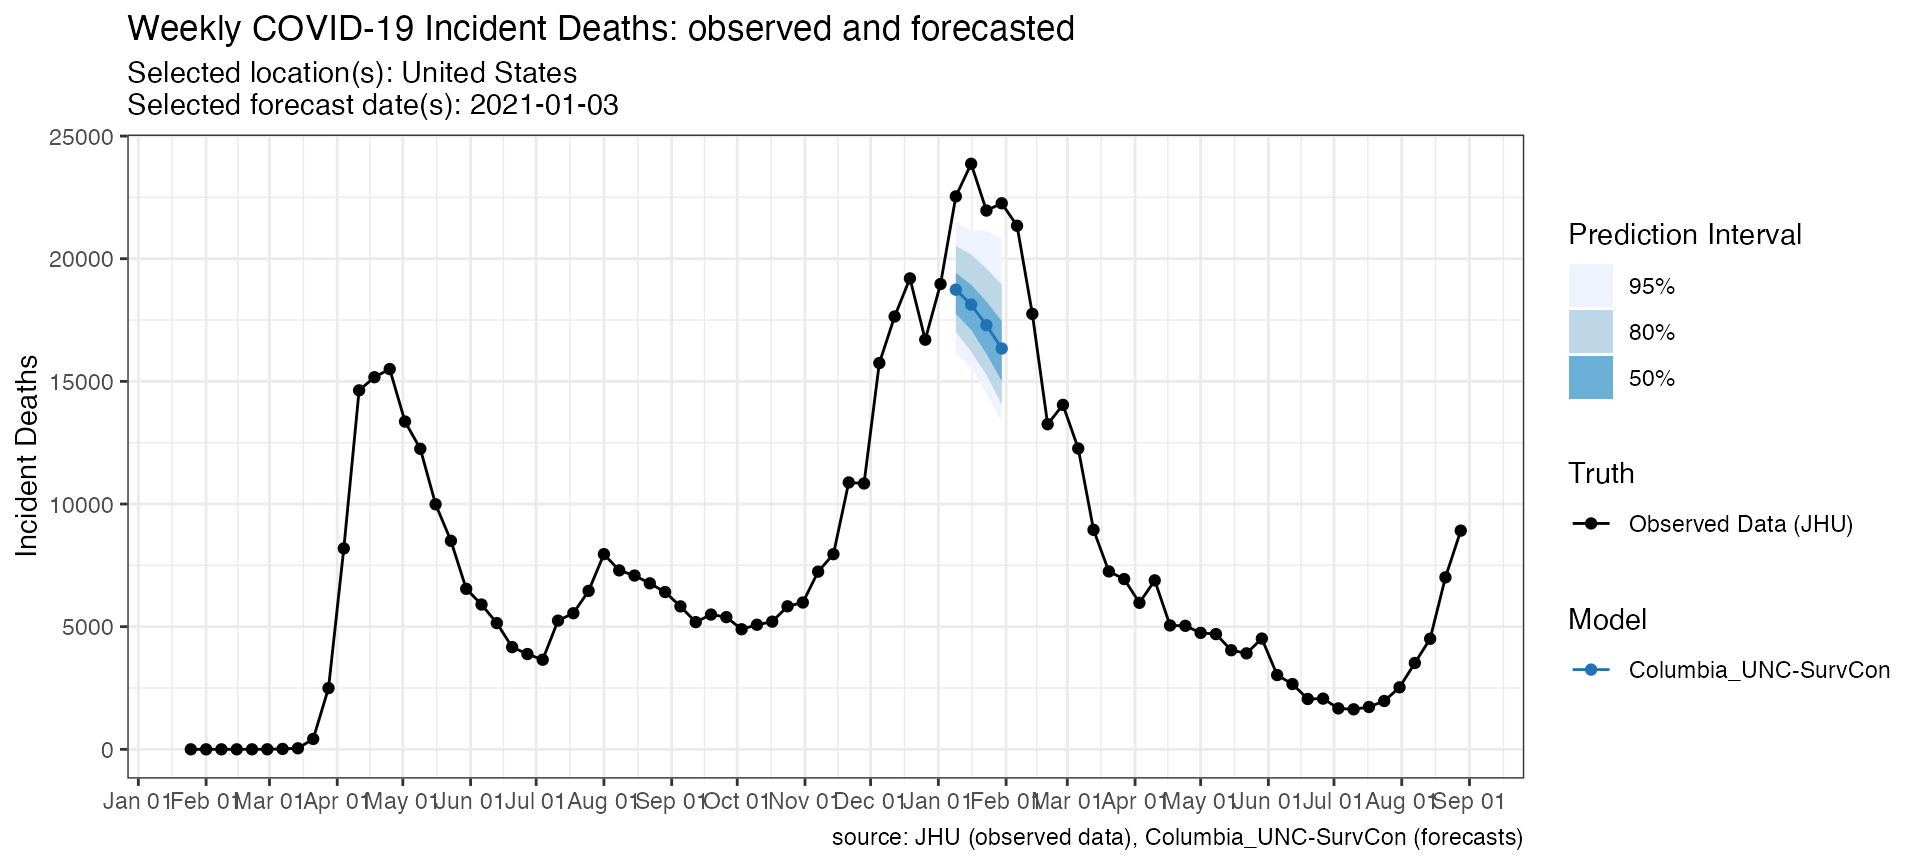 Weekly COVID-19 Incident Deaths: observed and forecasted
Selected location(s): United States
Selected forecast date(s): 2021-01-03
25000
20000
15000
10000
5000
0
Incident Deaths
Jan 01 Feb 01 Mar 01 Apr 01 May 01 Jun 01 Jul 01 Aug 01 Sep 01 Oct 01 Nov 01 Dec 01 Jan 01 Feb 01 Mar 01 Apr 01 May 01 Jun 01 Jul 01 Aug 01 Sep 01
source: JHU (observed data), Columbia_UNC-SurvCon (forecasts)
Prediction Interval
95%
80%
50%
Truth
Observed Data (JHU)
Model
Columbia_UNC-SurvCon